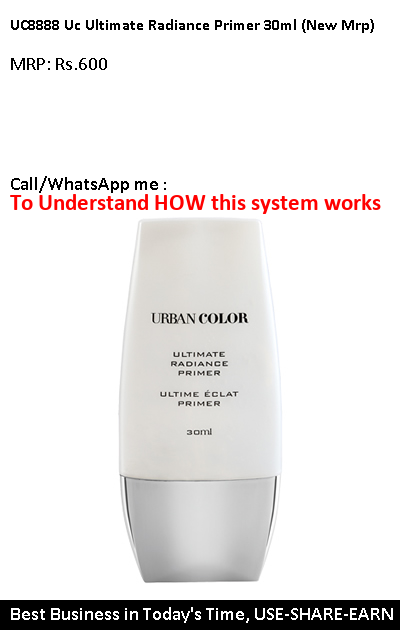 UC8888 Uc Ultimate Radiance Primer 30ml (New Mrp)
MRP: Rs.600
Call/WhatsApp me :
To Understand HOW this system works
URBAN COLOR
ULTIMATE
RADIANCE
PRIMER
ULTIME ÉCLAT
PRIMER
30ml
Best Business in Today's Time, USE-SHARE-EARN